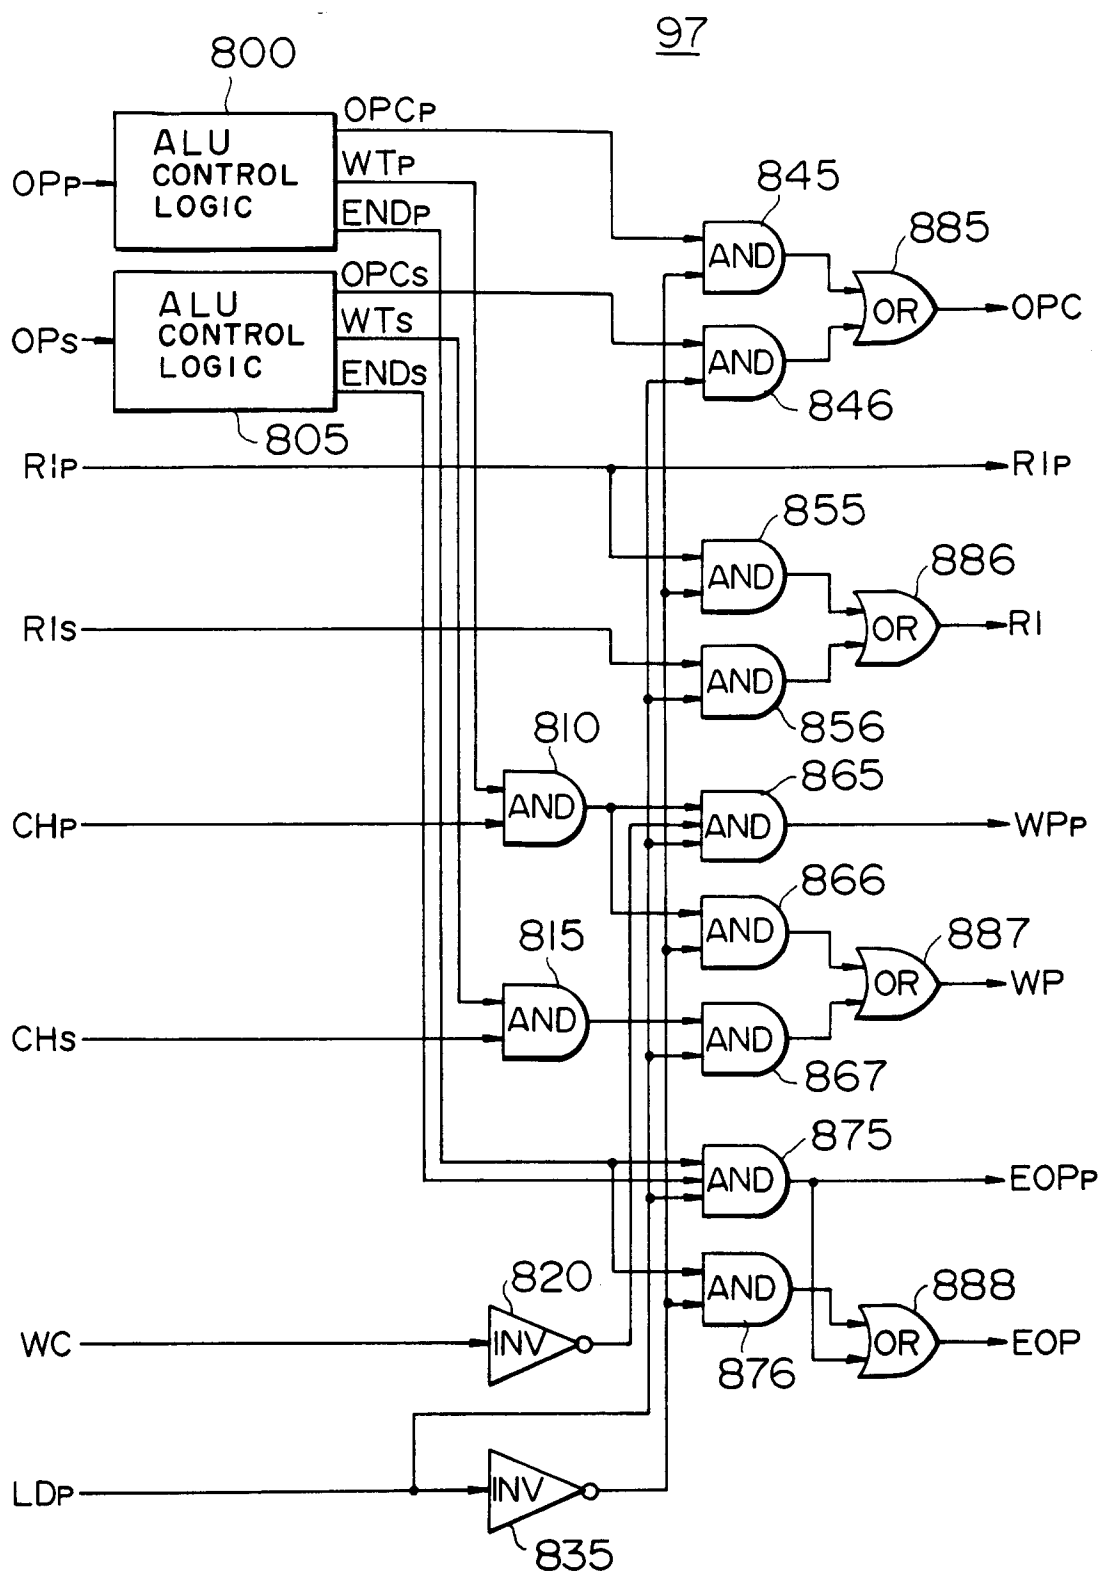 97
800
OPCP
ALU
CONTROL
LOGIC
OPP
WTP
ENDP
845
AND
885
OPCS
ALU
CONTROL
LOGIC
OPS
WTS
ENDS
OR
OPC
AND
846
805
RIP
RIP
855
AND
886
RIS
OR
RI
AND
856
810
AND
865
CHP
AND
WPP
866
AND
815
AND
887
CHS
OR
WP
AND
867
875
AND
EOPP
820
AND
888
WC
INV
OR
EOP
876
LDP
INV
835